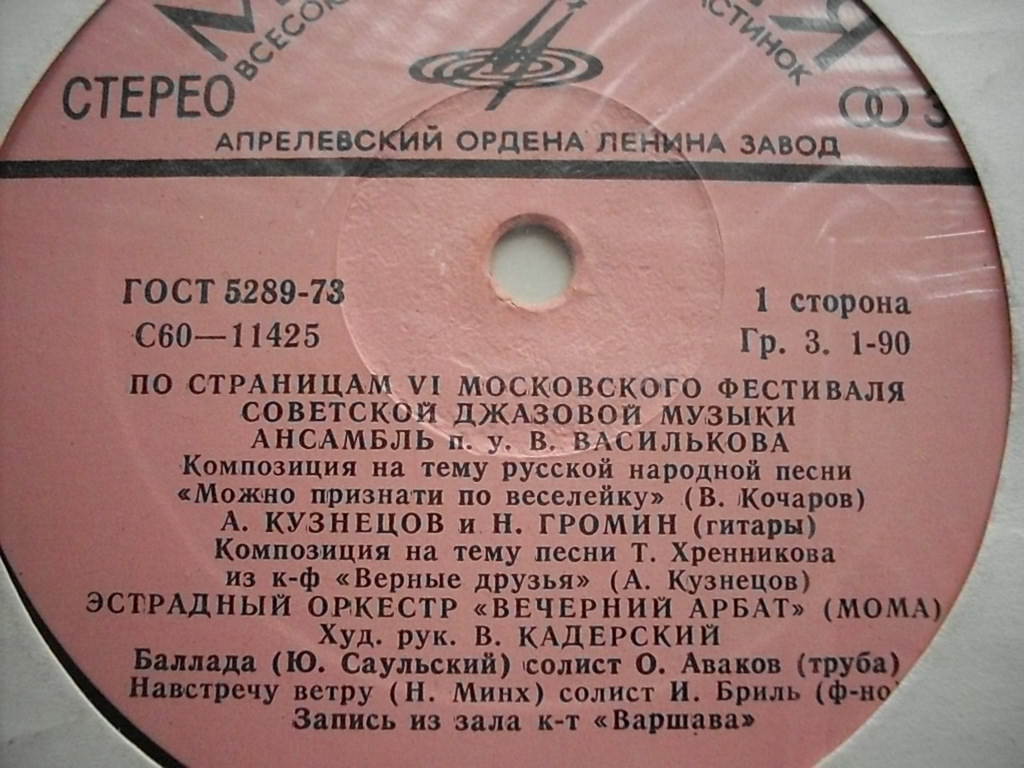 СТЕРЕО
АПРЕЛЕВСКИЙ ОРДЕНА ЛЕНИНА ЗАВОД
ГОСТ 5289-73
1 сторона
С60—11425
Гр. 3. 1-90
ПО СТРАНИЦАМ VI МОСКОВСКОГО ФЕСТИВАЛЯ
СОВЕТСКОЙ ДЖАЗОВОЙ МУЗЫКИ
АНСАМБЛЬ п. у. В. ВАСИЛЬКОВА
Композиция на тему русской народной песни
«Можно признати по веселейку» (В. Кочаров)
А. КУЗНЕЦОВ и Н. ГРОМИН (гитары)
Композиция на тему песни Т. Хренникова
из к-ф «Верные друзья» (А. Кузнецов)
ЭСТРАДНЫЙ ОРКЕСТР «ВЕЧЕРНИЙ АРБАТ» (МОМА)
Худ. рук. В. КАДЕРСКИЙ
Баллада (Ю. Саульский) солист О. Аваков (труба)
Навстречу ветру (Н. Минх) солист И. Бриль (ф-но
Запись из зала к-т «Варшава»